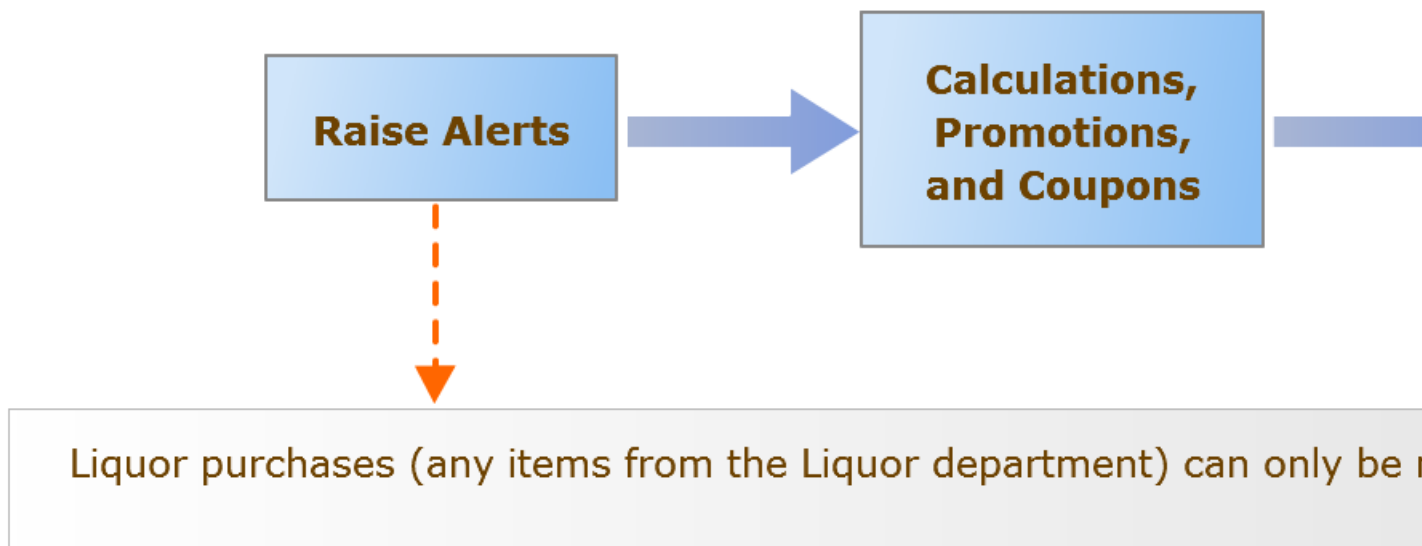 Raise Alerts
Calculations,
Promotions,
and Coupons
Liquor purchases (any items from the Liquor department) can only be